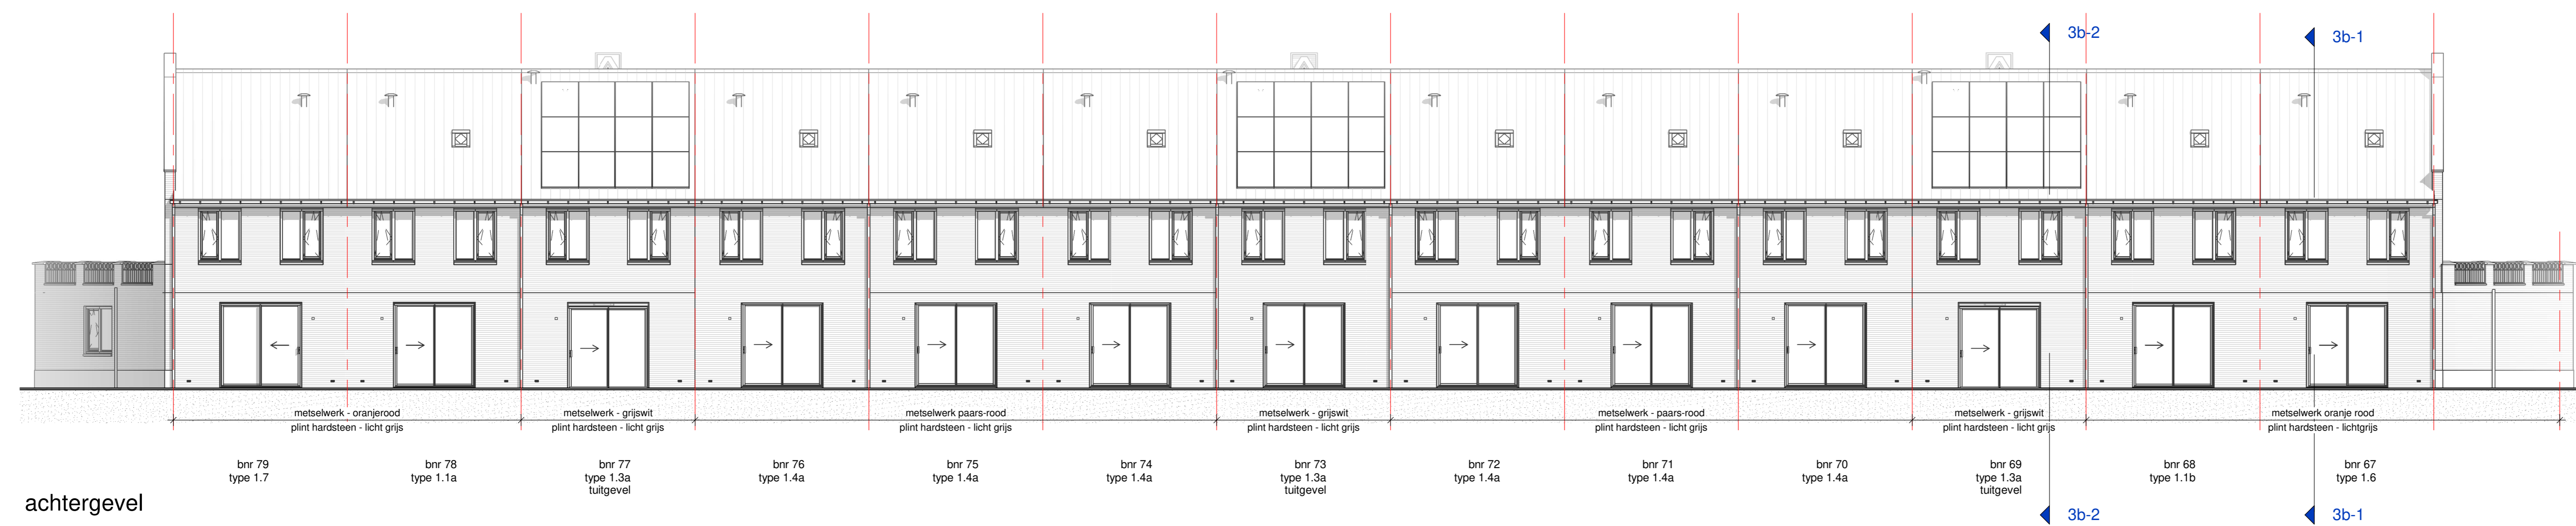 3b-2
3b-1
metselwerk - oranjerood
plint hardsteen - licht grijs
metselwerk - grijswit
plint hardsteen - licht grijs
metselwerk paars-rood
plint hardsteen - licht grijs
metselwerk - grijswit
plint hardsteen - licht grijs
metselwerk - paars-rood
plint hardsteen - licht grijs
metselwerk - grijswit
plint hardsteen - licht grijs
metselwerk oranje rood
plint hardsteen - lichtgrijs
bnr 79
type 1.7
bnr 78
type 1.1a
bnr 77
type 1.3a
tuitgevel
bnr 76
type 1.4a
bnr 75
type 1.4a
bnr 74
type 1.4a
bnr 73
type 1.3a
tuitgevel
bnr 72
type 1.4a
bnr 71
type 1.4a
bnr 70
type 1.4a
bnr 69
type 1.3a
tuitgevel
bnr 68
type 1.1b
bnr 67
type 1.6
achtergevel
3b-2
3b-1